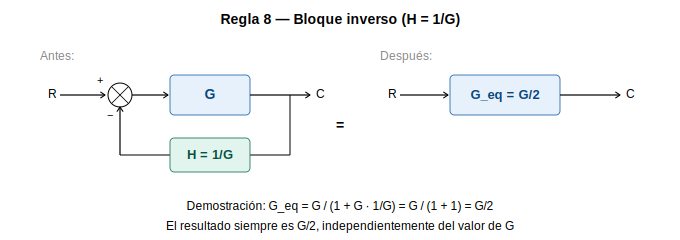 Regla 8 — Bloque inverso (H = 1/G)
Antes:
R
+
−
G
C
H = 1/G
=
Después:
R
G_eq = G/2
C
Demostración: G_eq = G / (1 + G · 1/G) = G / (1 + 1) = G/2
El resultado siempre es G/2, independientemente del valor de G